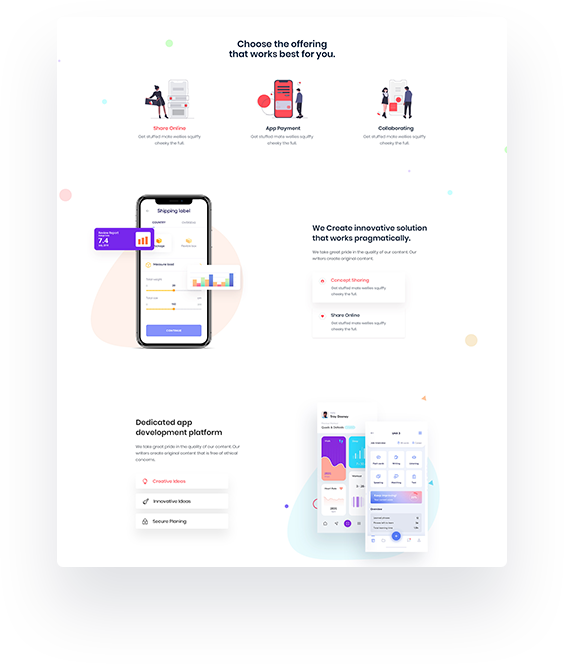 Choose the offering
that works best for you.
Share Online
App Payment
Collaborating
Get stuffed mate wellies squiffy
cheeky the full.
Get stuffed mate wellies squiffy
cheeky the full.
Get stuffed mate wellies squiffy
cheeky the full.
Shipping label
COUNTRY
Review Report
7.4
Measure load
CONTINUE
We Create innovative solution
that works pragmatically.
We take great pride in the quality of our content. Our
writers create original content.
Concept Sharing
Get stuffed mate wellies squiffy
cheeky the full.
Share Online
Get stuffed mate wellies squiffy
cheeky the full.
Dedicated app
development platform
We take great pride in the quality of our content. Our
writers create original content that is free of ethical
concerns.
Creative Ideas
Innovative Ideas
Secure Planing
Overview